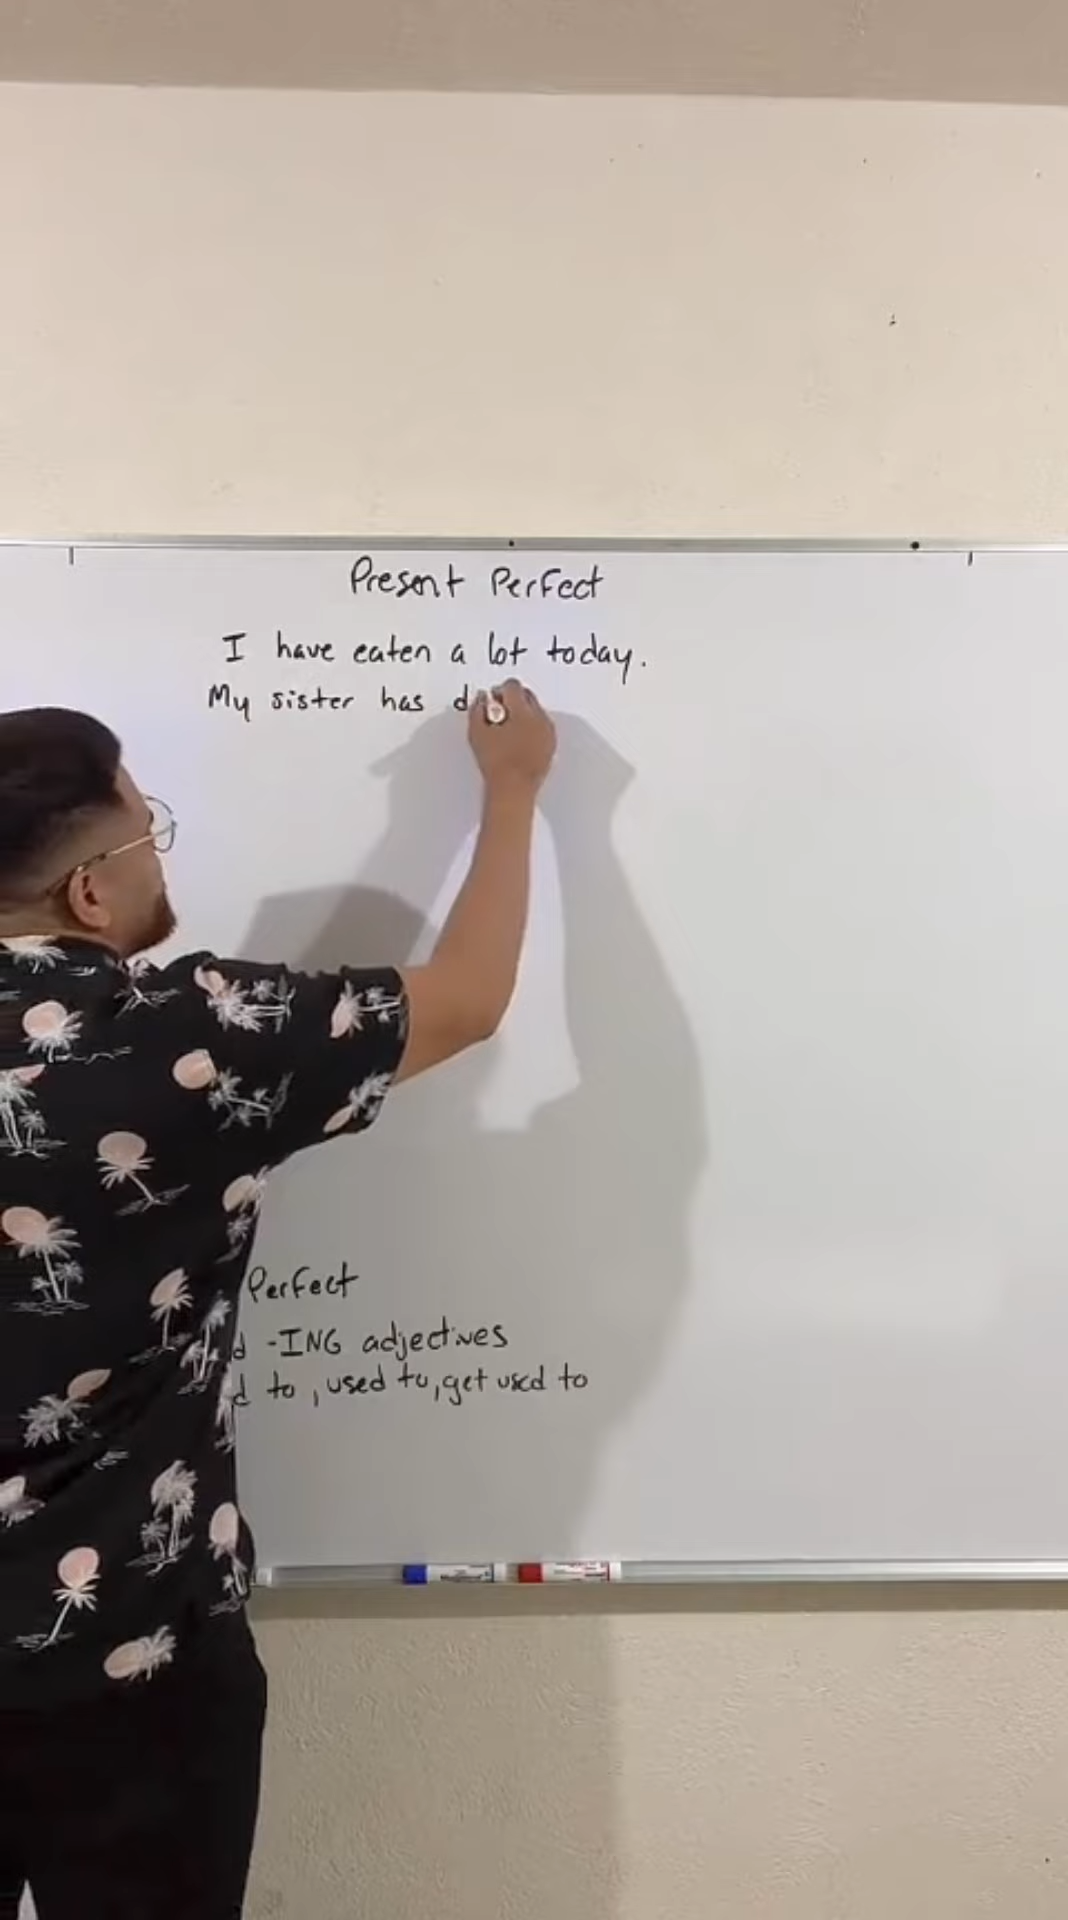 Present Perfect
I have eaten a lot today.
My sister has
Perfect
-ING adjectives
to, used to, get used to